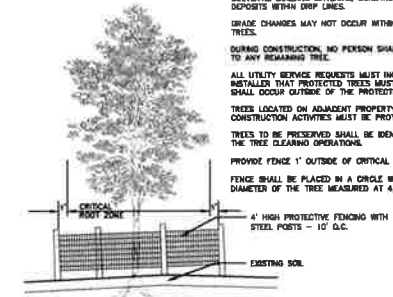 DEPOSITS WITHIN DRIP LINES.
GRADE CHANGES MAY NOT OCCUR WITHIN
TREES.
DURING CONSTRUCTION, NO PERSON SHA
TO ANY REMAINING TREE.
ALL UTILITY SERVICE REQUESTS MUST INC
INSTALLER THAT PROTECTED TREES MUST
SHALL OCCUR OUTSIDE OF THE PROTECT
TREES LOCATED ON ADJACENT PROPERTY
CONSTRUCTION ACTIVITIES MUST BE PROT
TREES TO BE PRESERVED SHALL BE IDEN
THE TREE CLEARING OPERATIONS.
PROVIDE FENCE 1' OUTSIDE OF CRITICAL
FENCE SHALL BE PLACED IN A CIRCLE W
DIAMETER OF THE TREE MEASURED AT 4
1'
CRITICAL
ROOT ZONE
1'
4' HIGH PROTECTIVE FENCING WITH
STEEL POSTS – 10' O.C.
EXISTING SOIL